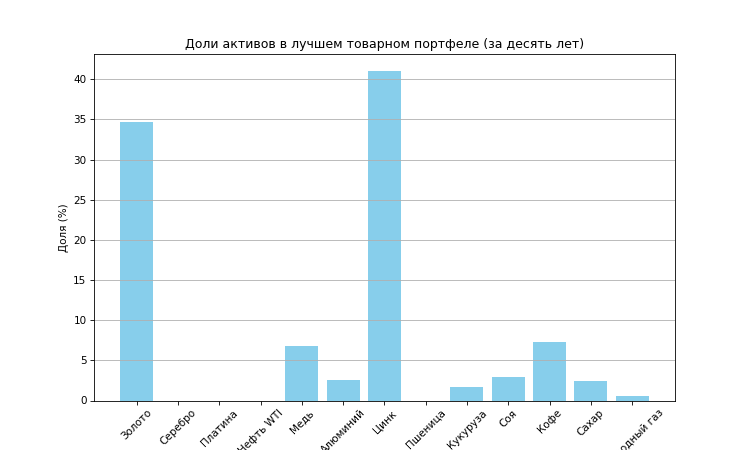 Доли активов в лучшем товарном портфеле (за десять лет)
Доля (%)
40
35
30
25
20
15
10
5
0
Золото
Серебро
Платина
Нефть WTI
Медь
Алюминий
Цинк
Пшеница
Кукуруза
Соя
Кофе
Сахар
газ